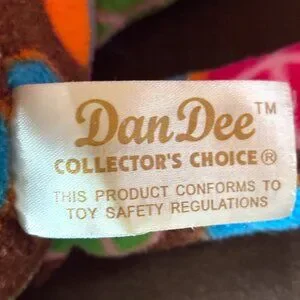 Dan Dee™
COLLECTOR'S CHOICE®
THIS PRODUCT CONFORMS TO
TOY SAFETY REGULATIONS